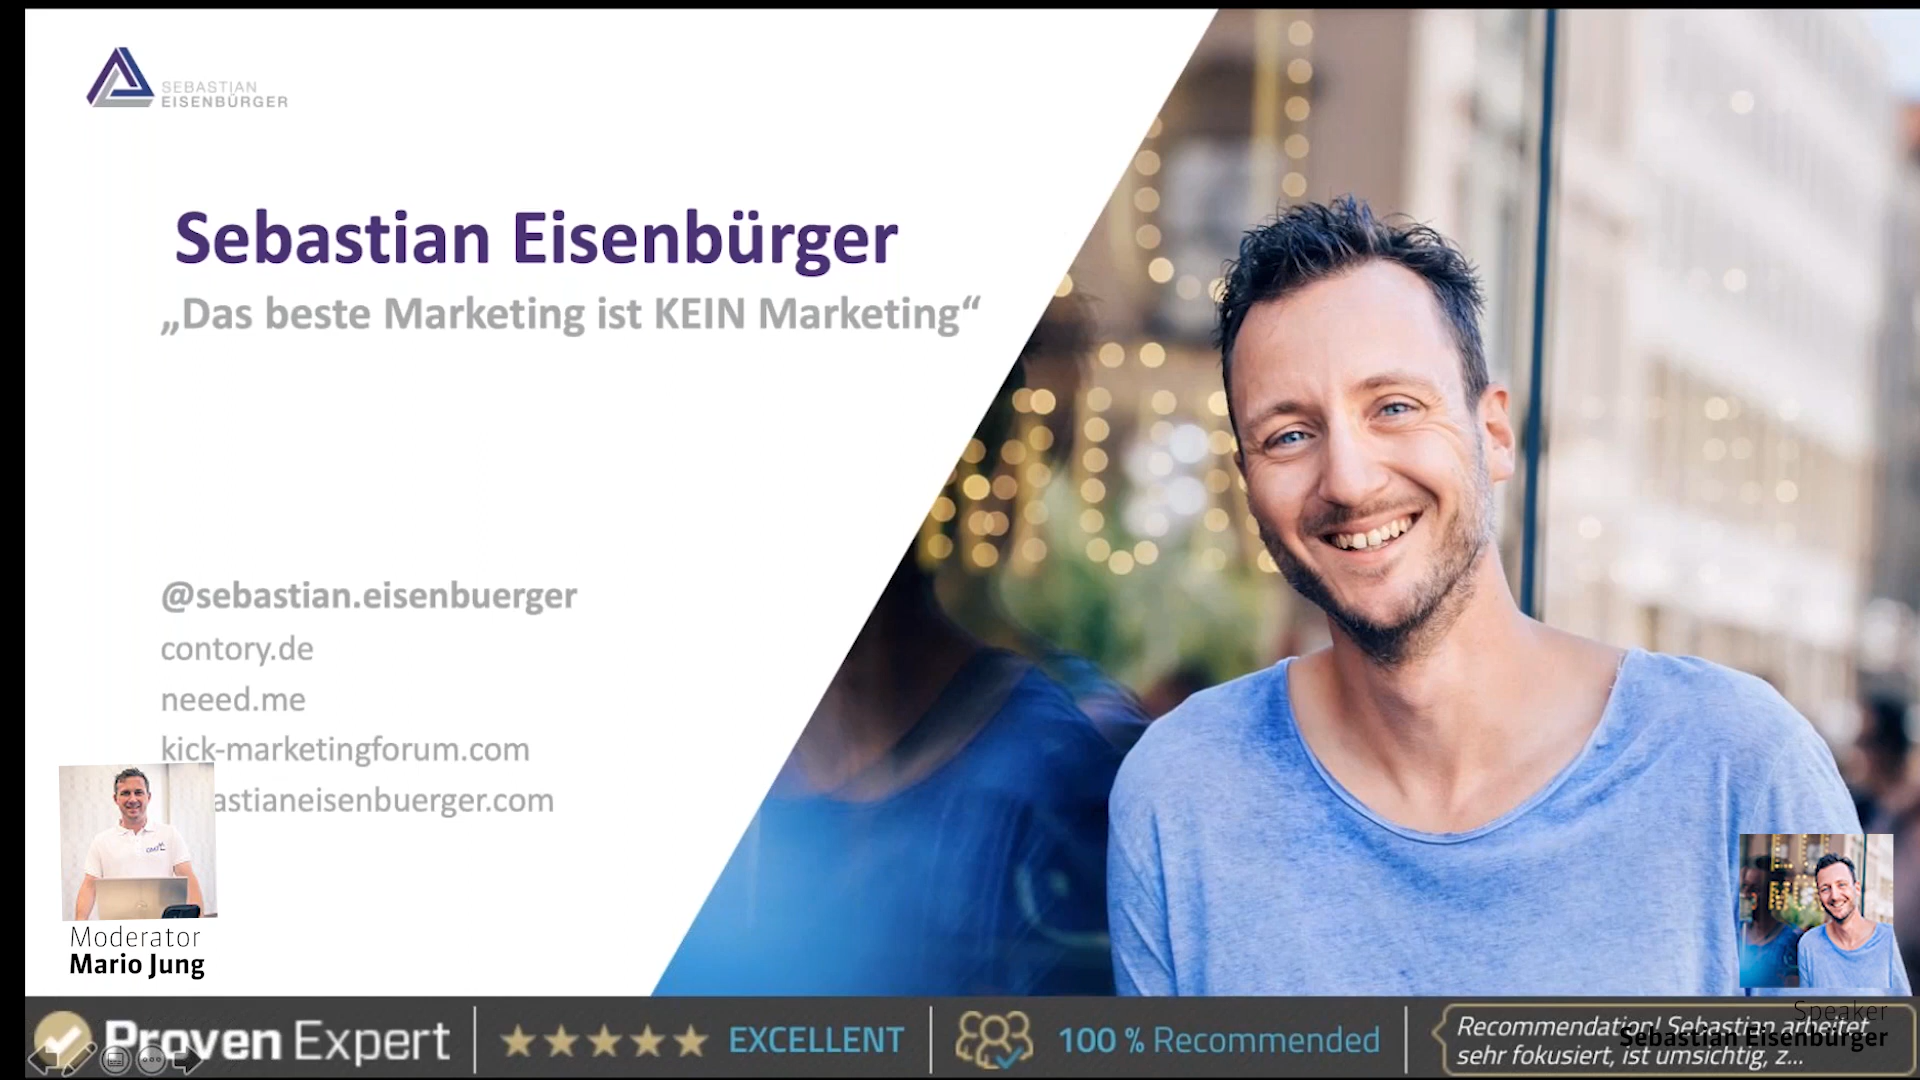 SEBASTIAN
EISENBÜRGER
Sebastian Eisenbürger
„Das beste Marketing ist KEIN Marketing“
@sebastian.eisenbuerger
contory.de
neeed.me
kick-marketingforum.com
astianeisenbuerger.com
Moderator
Mario Jung
Speaker
Sebastian Eisenbürger
Proven Expert
EXCELLENT
100 % Recommended
Recommendation! Sebastian arbeitet
sehr fokusiert, ist umsichtig, z...